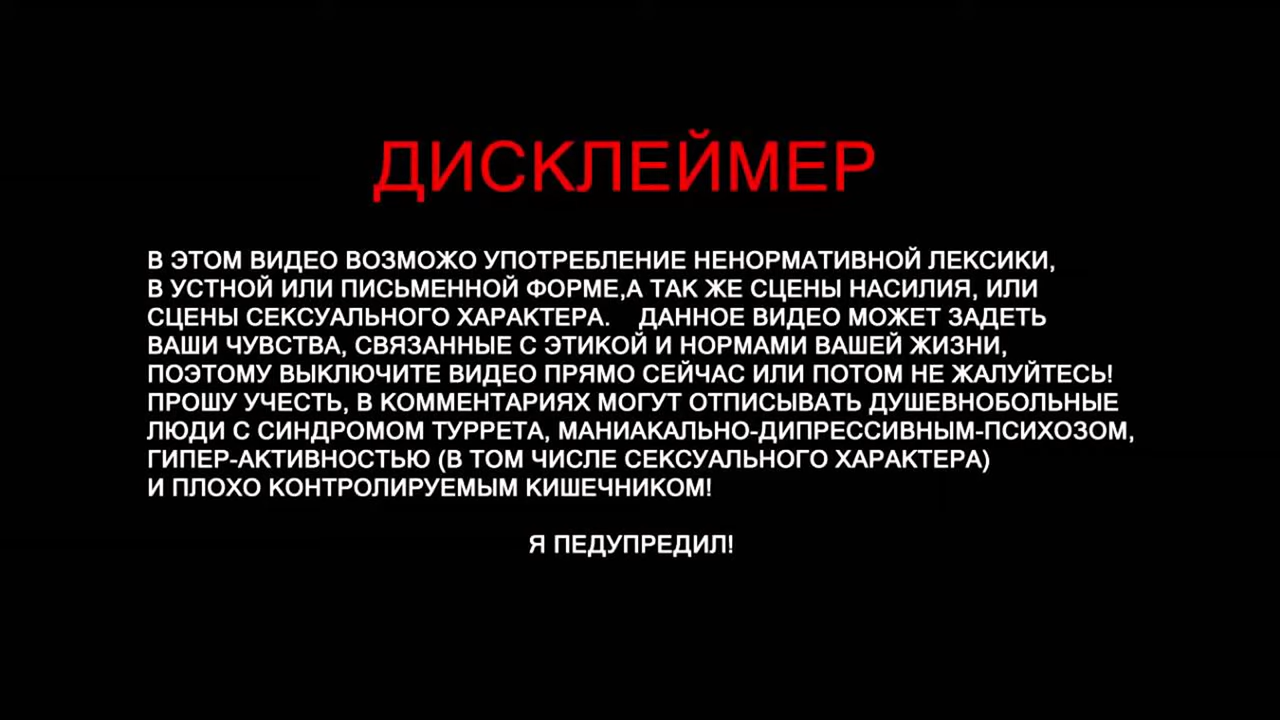 ДИСКЛЕЙМЕР
В ЭТОМ ВИДЕО ВОЗМОЖО УПОТРЕБЛЕНИЕ НЕНОРМАТИВНОЙ ЛЕКСИКИ,
В УСТНОЙ ИЛИ ПИСЬМЕННОЙ ФОРМЕ,А ТАК ЖЕ СЦЕНЫ НАСИЛИЯ, ИЛИ
СЦЕНЫ СЕКСУАЛЬНОГО ХАРАКТЕРА. ДАННОЕ ВИДЕО МОЖЕТ ЗАДЕТЬ
ВАШИ ЧУВСТВА, СВЯЗАННЫЕ С ЭТИКОЙ И НОРМАМИ ВАШЕЙ ЖИЗНИ,
ПОЭТОМУ ВЫКЛЮЧИТЕ ВИДЕО ПРЯМО СЕЙЧАС ИЛИ ПОТОМ НЕ ЖАЛУЙТЕСЬ!
ПРОШУ УЧЕСТЬ, В КОММЕНТАРИЯХ МОГУТ ОТПИСЫВАТЬ ДУШЕВНОБОЛЬНЫЕ
ЛЮДИ С СИНДРОМОМ ТУРРЕТА, МАНИАКАЛЬНО-ДИПРЕССИВНЫМ-ПСИХОЗОМ,
ГИПЕР-АКТИВНОСТЬЮ (В ТОМ ЧИСЛЕ СЕКСУАЛЬНОГО ХАРАКТЕРА)
И ПЛОХО КОНТРОЛИРУЕМЫМ КИШЕЧНИКОМ!
Я ПЕДУПРЕДИЛ!